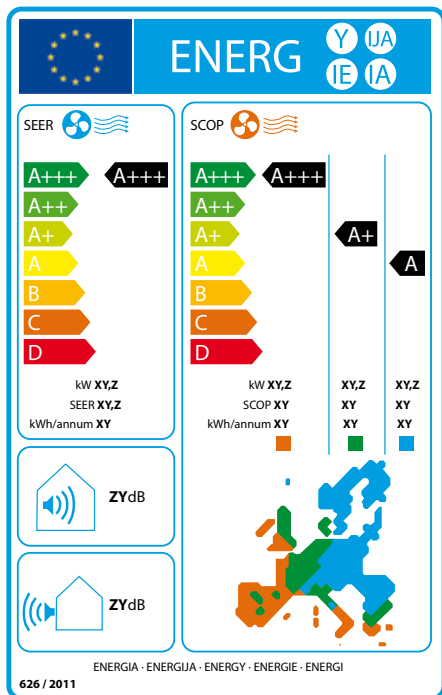 ENERG
Y IJA
IE IA
SEER
SCOP
A+++ A+++
A++
A+
A
B
C
D
A+++ A+++
A++
A+ A+
A A
B
C
D
kW XY,Z
SEER XY,Z
kWh/annum XY
kW XY,Z XY,Z XY,Z
SCOP XY XY XY
kWh/annum XY XY XY
ZYdB
ZYdB
ENERGIA · ENERGIJA · ENERGY · ENERGIE · ENERGI
626 / 2011